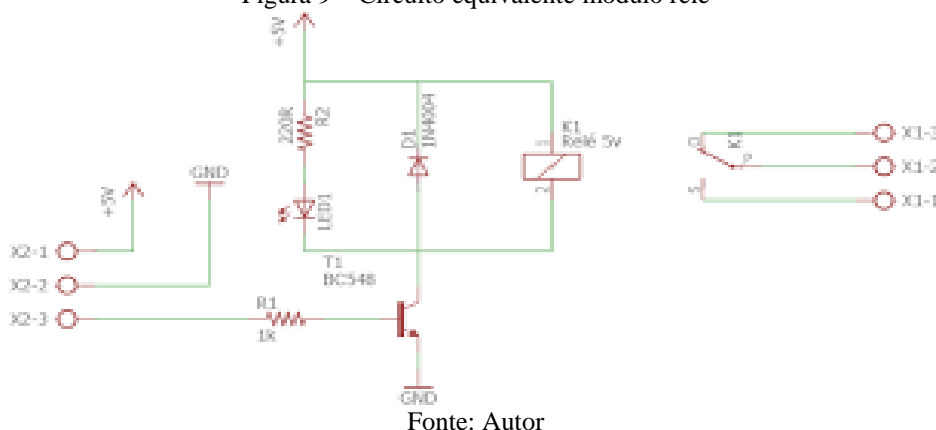 Figura 9 – Circuito equivalente módulo relé
+5V
220R
R2
D1
1N4004
K1
Relé 5v
1
2
LED1
O
P
S
K1
X1-3
X1-2
X1-1
GND
+5V
X2-1
X2-2
X2-3
R1
1K
T1
BC548
GND
Fonte: Autor